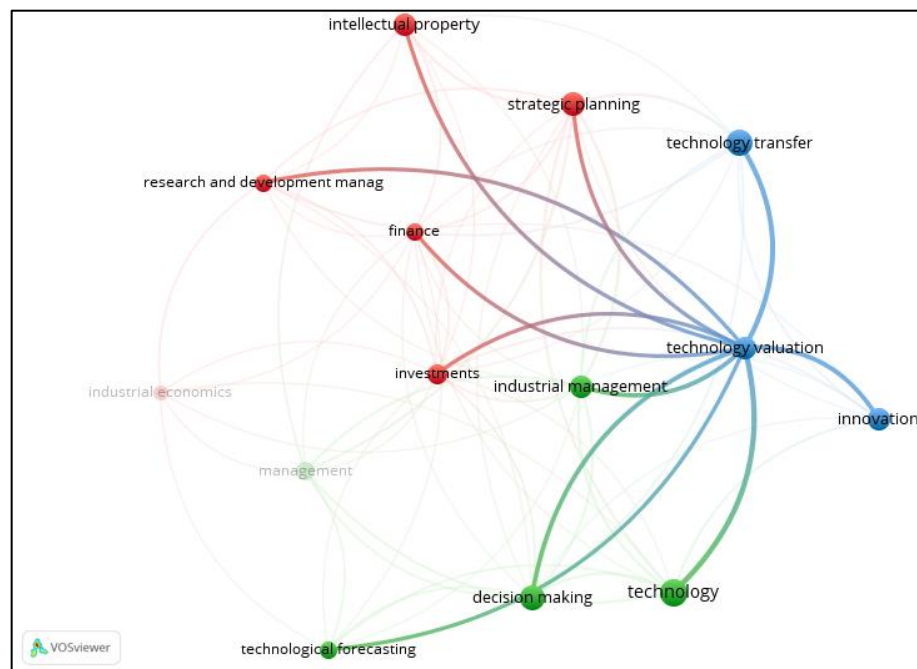 intellectual property
strategic planning
technology transfer
research and development manag
finance
technology valuation
investments
industrial management
industrial economics
innovation
management
technology
decision making
technological forecasting
VOSviewer